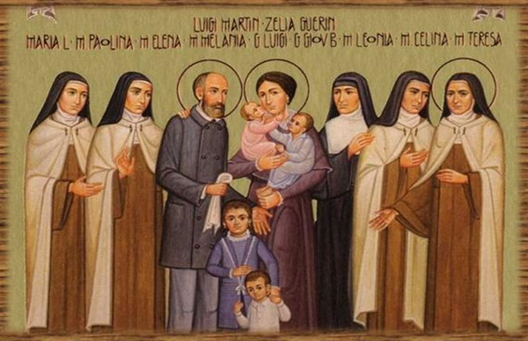 LUIGI MARTIN · ZELIA GUERIN
MARIA L · M PAOLINA · M ELENA · M MELANIA · G LUIGI · G GIOV B · M LEONIA · M. CELINA · M TERESA